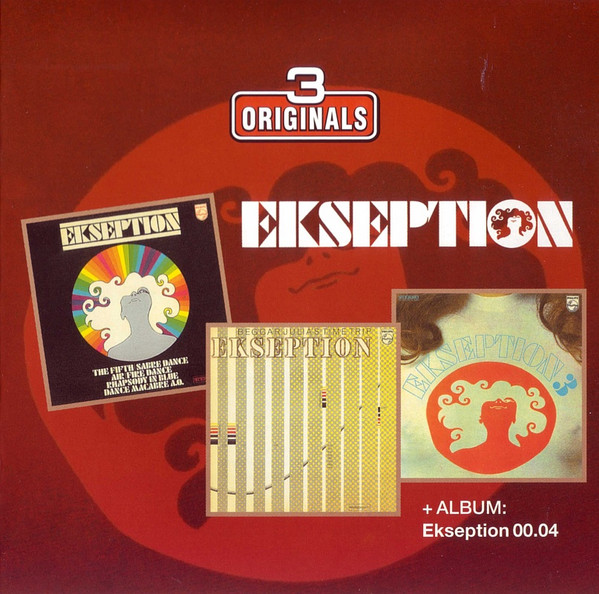 3
ORIGINALS
EKSEPTION
EKSEPTION
THE FIFTH SABRE DANCE
AIR FIRE DANCE
RHAPSODY IN BLUE
DANCE MACABRE A.O.
BEGGAR JULIA'S TIME TRIP
EKSEPTION
EKSEPTION 3
+ ALBUM:
Ekseption 00.04